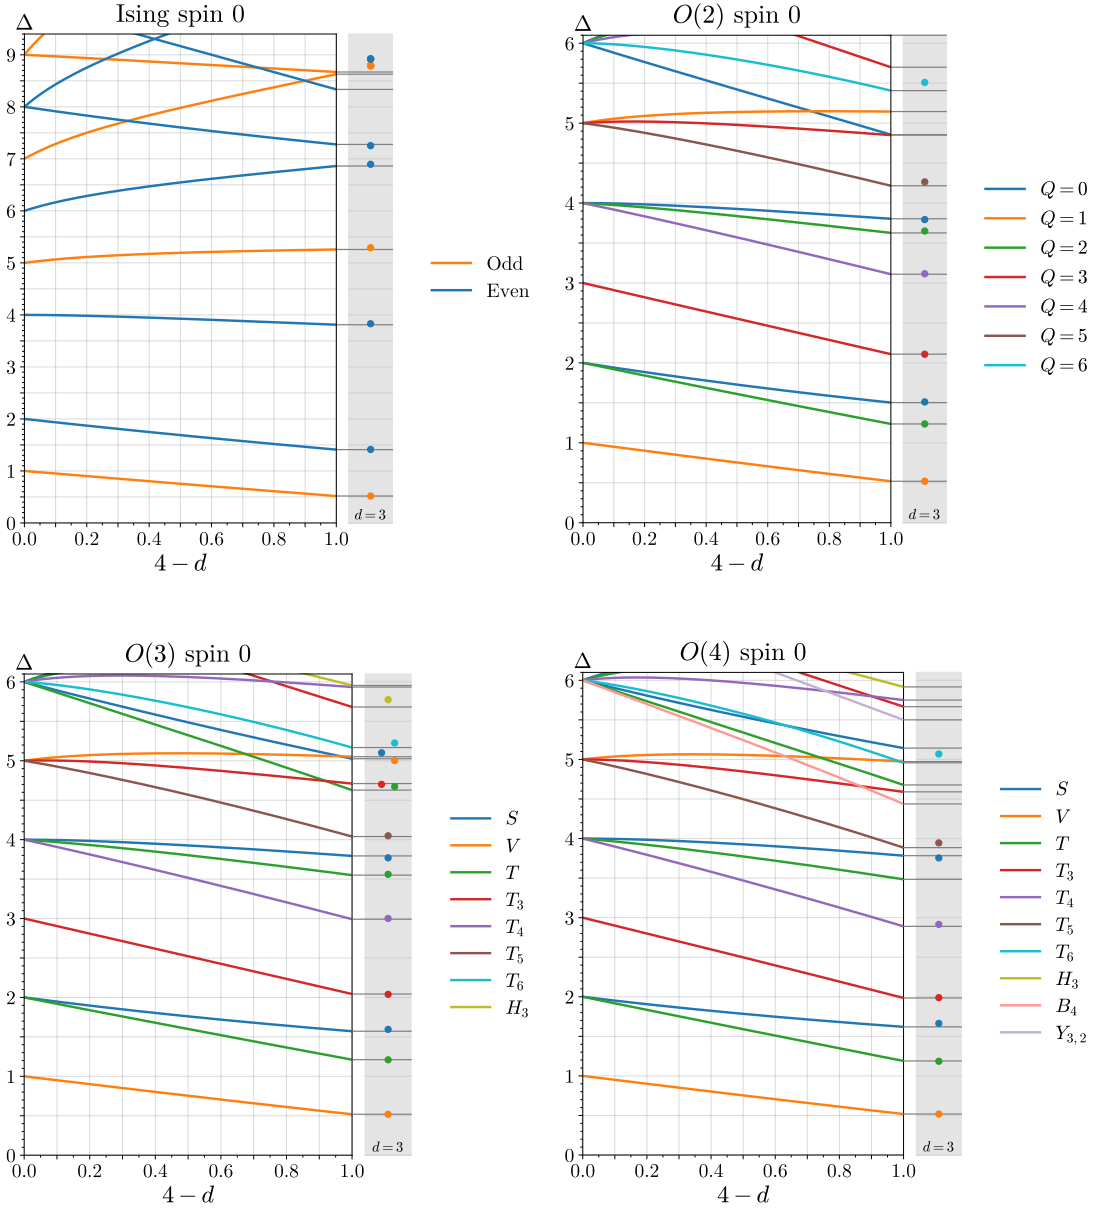 Ising spin 0
Δ
9
8
7
6
5
4
3
2
1
0
0.0 0.2 0.4 0.6 0.8 1.0
4 − d
d = 3
Odd
Even
O(2) spin 0
Δ
6
5
4
3
2
1
0
0.0 0.2 0.4 0.6 0.8 1.0
4 − d
d = 3
Q = 0
Q = 1
Q = 2
Q = 3
Q = 4
Q = 5
Q = 6
O(3) spin 0
Δ
6
5
4
3
2
1
0
0.0 0.2 0.4 0.6 0.8 1.0
4 − d
d = 3
S
V
T
T₃
T₄
T₅
T₆
H₃
O(4) spin 0
Δ
6
5
4
3
2
1
0
0.0 0.2 0.4 0.6 0.8 1.0
4 − d
d = 3
S
V
T
T₃
T₄
T₅
T₆
H₃
B₄
Y₃,₂